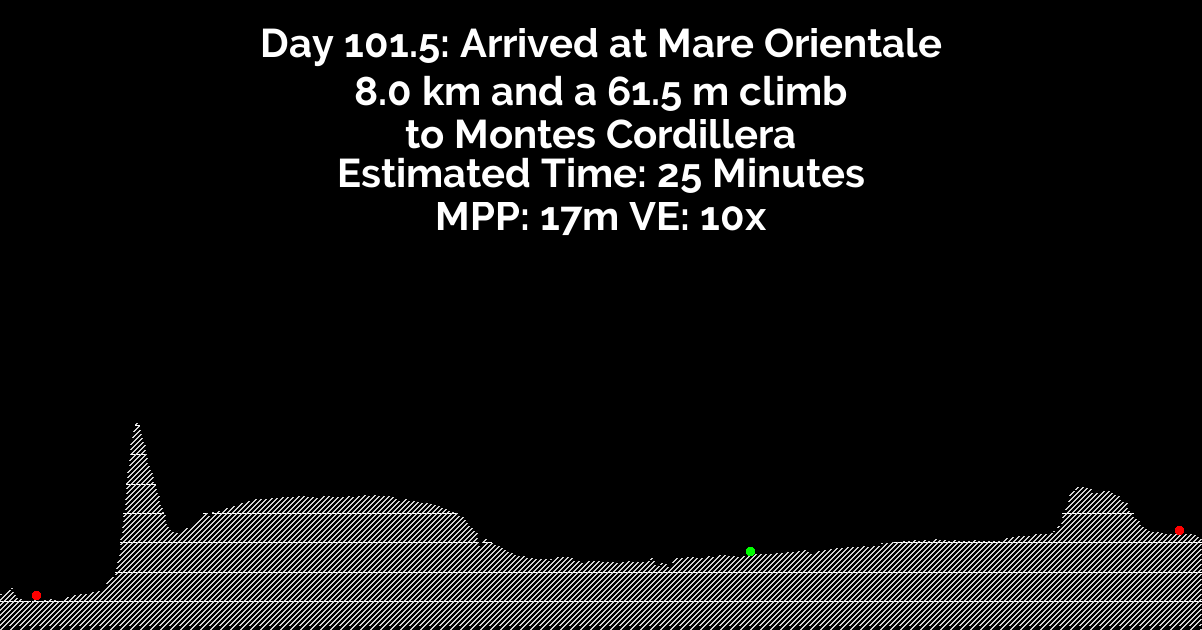 Day 101.5: Arrived at Mare Orientale
8.0 km and a 61.5 m climb
to Montes Cordillera
Estimated Time: 25 Minutes
MPP: 17m VE: 10x